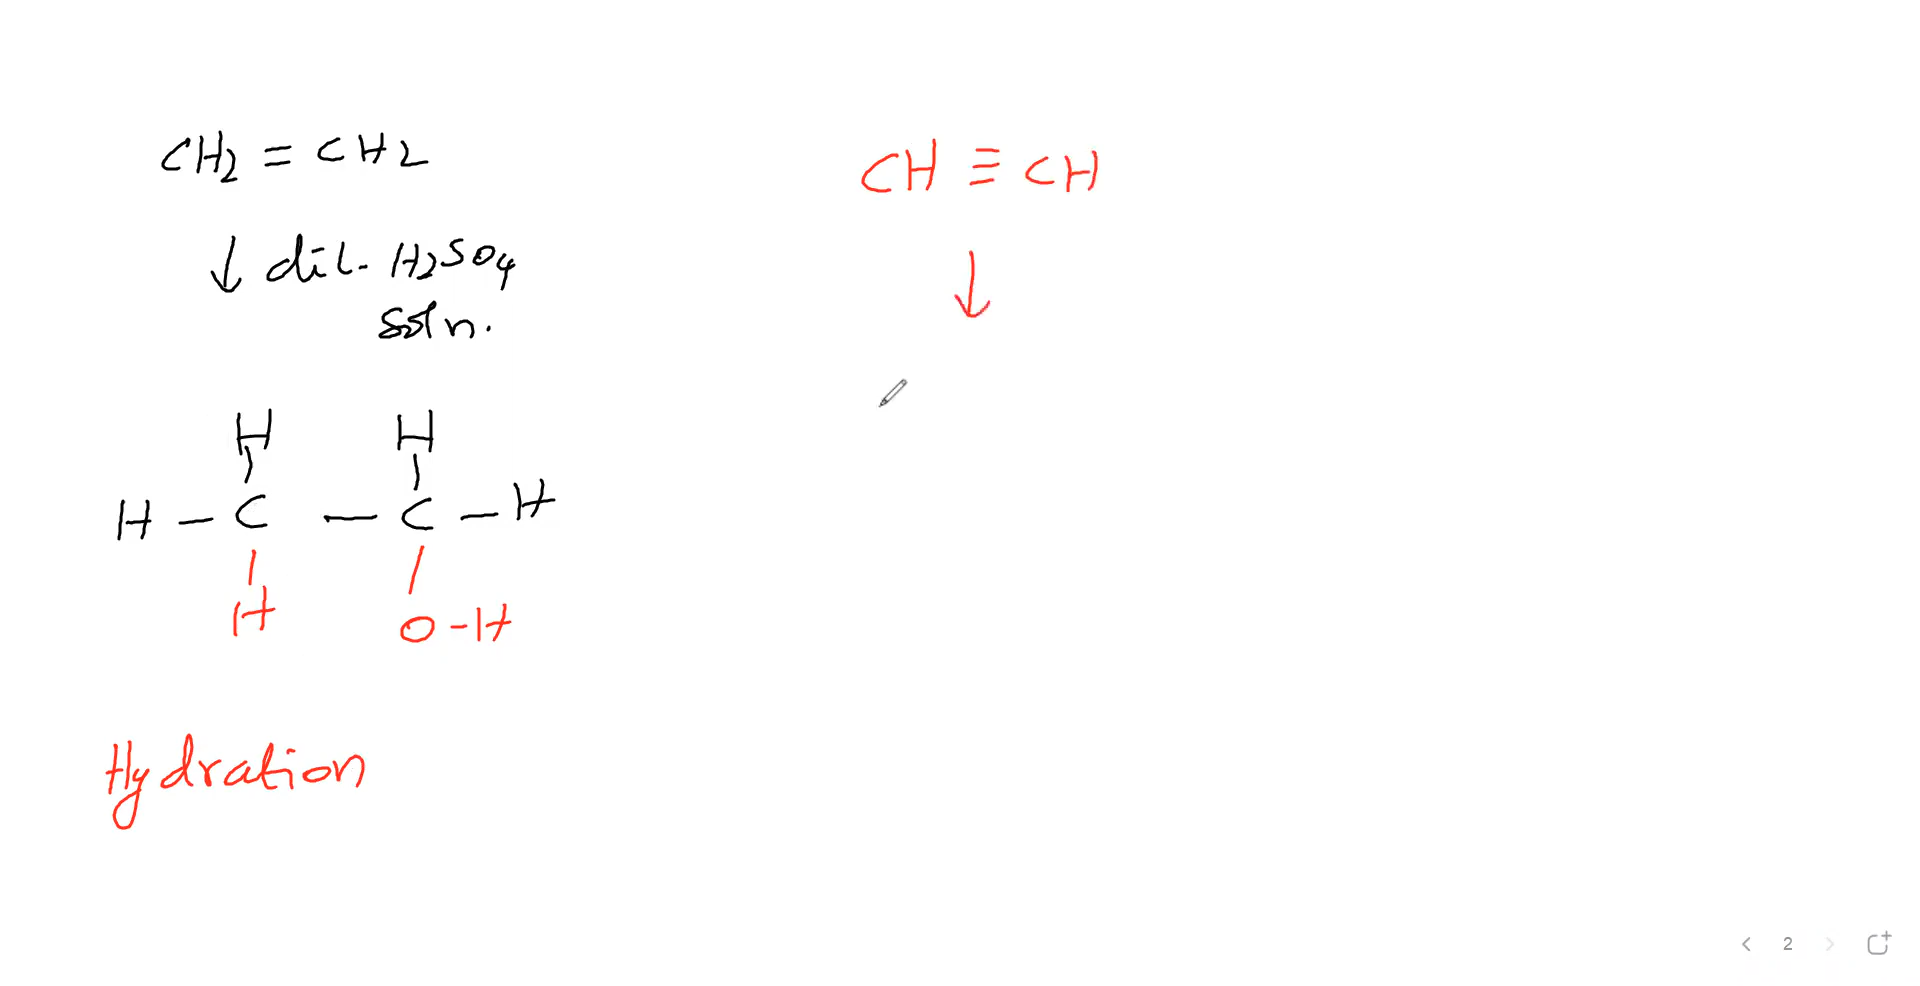 CH2 = CH2
↓ dil. H2SO4
soln.
H H
H - C - C - H
H O-H
Hydration
CH ≡ CH
↓
2